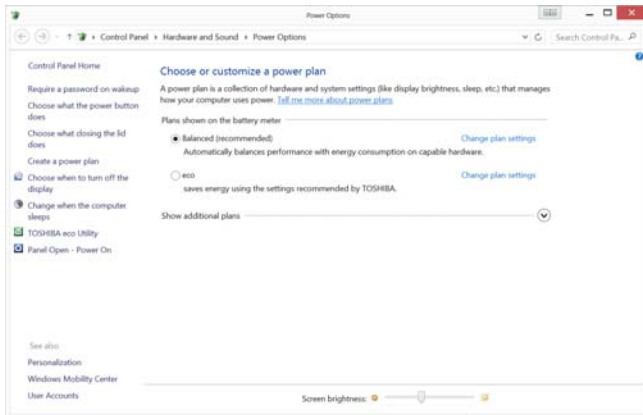 Power Options
Control Panel ▸ Hardware and Sound ▸ Power Options
Search Control Pa...
Control Panel Home
Require a password on wakeup
Choose what the power button
does
Choose what closing the lid
does
Create a power plan
Choose when to turn off the
display
Change when the computer
sleeps
TOSHIBA eco Utility
Panel Open - Power On
See also
Personalization
Windows Mobility Center
User Accounts
Choose or customize a power plan
A power plan is a collection of hardware and system settings (like display brightness, sleep, etc.) that manages
how your computer uses power. Tell me more about power plans
Plans shown on the battery meter
Balanced (recommended) Change plan settings
Automatically balances performance with energy consumption on capable hardware.
eco Change plan settings
saves energy using the settings recommended by TOSHIBA.
Show additional plans
Screen brightness: